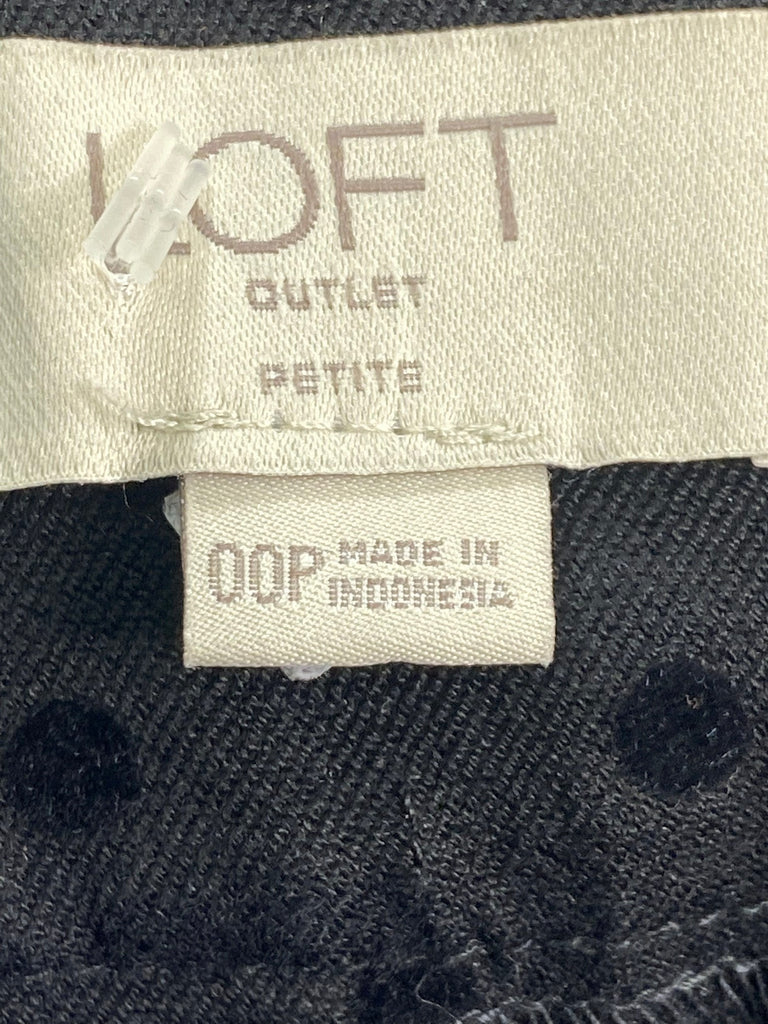 LOFT
OUTLET
PETITE
00P MADE IN
INDONESIA